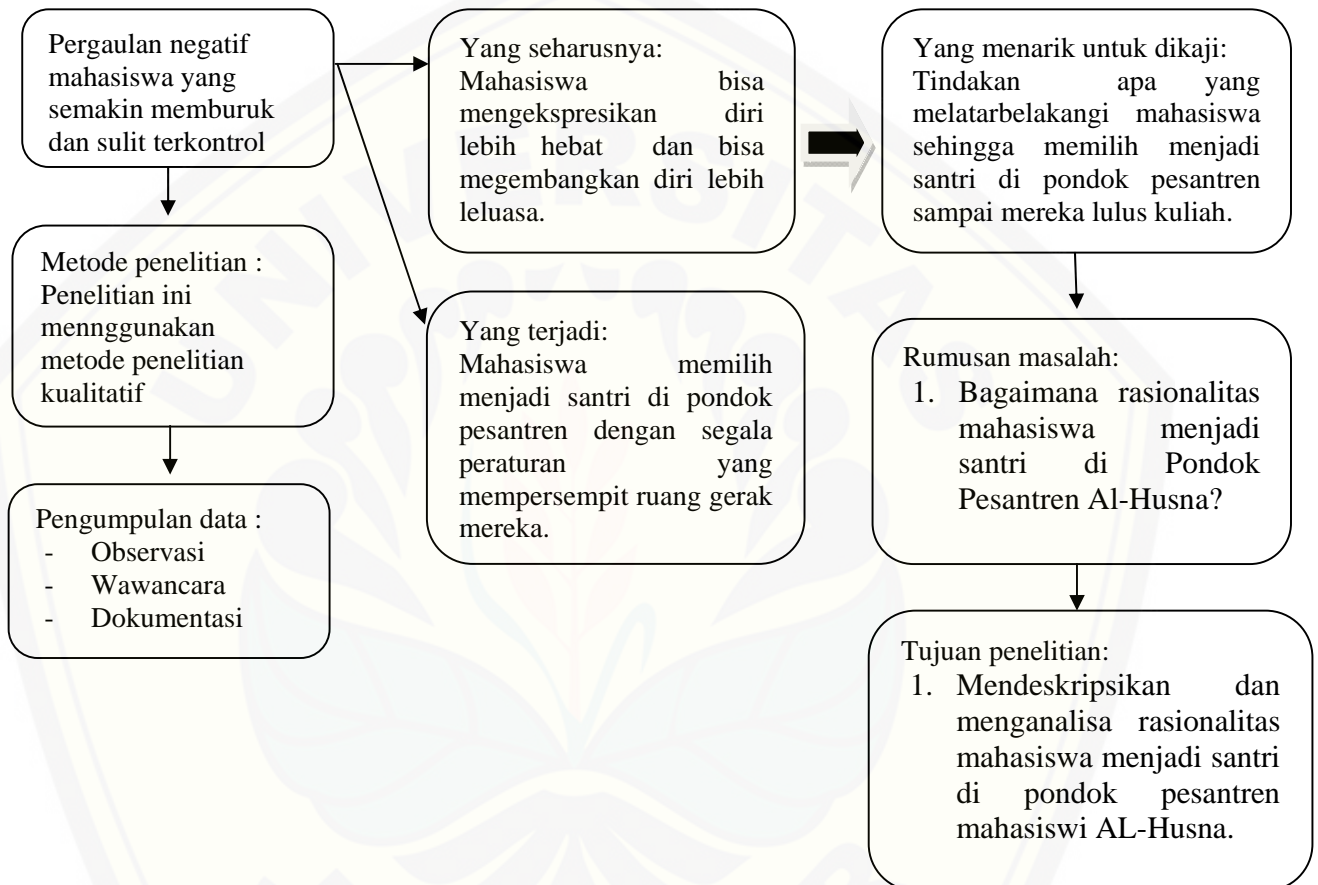 Pergaulan negatif
mahasiswa yang
semakin memburuk
dan sulit terkontrol
Metode penelitian :
Penelitian ini
mennggunakan
metode penelitian
kualitatif
Pengumpulan data :
- Observasi
- Wawancara
- Dokumentasi
Yang seharusnya:
Mahasiswa bisa
mengekspresikan diri
lebih hebat dan bisa
megembangkan diri lebih
leluasa.
Yang terjadi:
Mahasiswa memilih
menjadi santri di pondok
pesantren dengan segala
peraturan yang
mempersempit ruang gerak
mereka.
Yang menarik untuk dikaji:
Tindakan apa yang
melatarbelakangi mahasiswa
sehingga memilih menjadi
santri di pondok pesantren
sampai mereka lulus kuliah.
Rumusan masalah:
1. Bagaimana rasionalitas
mahasiswa menjadi
santri di Pondok
Pesantren Al-Husna?
Tujuan penelitian:
1. Mendeskripsikan dan
menganalisa rasionalitas
mahasiswa menjadi santri
di pondok pesantren
mahasiswi AL-Husna.
UNIVERSITAS